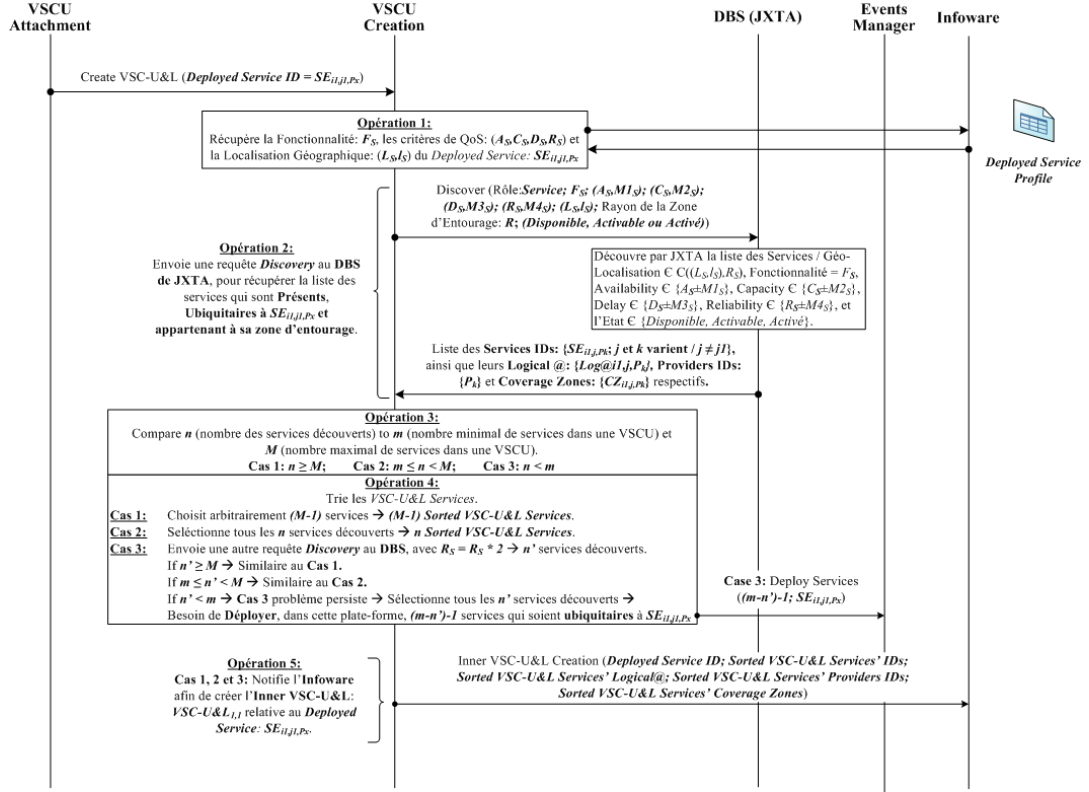 VSCU
Attachment
VSCU
Creation
DBS (JXTA)
Events
Manager
Infoware
Create VSC-U&L (Deployed Service ID = SEi1,j1,Px)
Opération 1:
Récupère la Fonctionnalité: FS, les critères de QoS: (AS,CS,DS,RS) et
la Localisation Géographique: (LS,lS) du Deployed Service: SEi1,j1,Px
Deployed Service
Profile
Discover (Rôle:Service; FS; (AS,M1S); (CS,M2S);
(DS,M3S); (RS,M4S); (LS,lS); Rayon de la Zone
d'Entourage: R; (Disponible, Activable ou Activé))
Opération 2:
Envoie une requête Discovery au DBS
de JXTA, pour récupérer la liste des
services qui sont Présents,
Ubiquitaires à SEi1,j1,Px et
appartenant à sa zone d'entourage.
Découvre par JXTA la liste des Services / Géo-
Localisation Є C((LS,lS),RS), Fonctionnalité = FS,
Availability Є {AS±M1S}, Capacity Є {CS±M2S},
Delay Є {DS±M3S}, Reliability Є {RS±M4S}, et
l'Etat Є {Disponible, Activable, Activé}.
Liste des Services IDs: {SEi1,j,Pk; j et k varient / j ≠ j1},
ainsi que leurs Logical @: {Log@i1,j,Pk}, Providers IDs:
{Pk} et Coverage Zones: {CZi1,j,Pk} respectifs.
Opération 3:
Compare n (nombre des services découverts) to m (nombre minimal de services dans une VSCU) et
M (nombre maximal de services dans une VSCU).
Cas 1: n ≥ M; Cas 2: m ≤ n < M; Cas 3: n < m
Opération 4:
Trie les VSC-U&L Services.
Cas 1: Choisit arbitrairement (M-1) services → (M-1) Sorted VSC-U&L Services.
Cas 2: Seléctionne tous les n services découverts → n Sorted VSC-U&L Services.
Cas 3: Envoie une autre requête Discovery au DBS, avec RS = RS * 2 → n' services découverts.
If n' ≥ M → Similaire au Cas 1.
If m ≤ n' < M → Similaire au Cas 2.
If n' < m → Cas 3 problème persiste → Sélectionne tous les n' services découverts →
Besoin de Déployer, dans cette plate-forme, (m-n')-1 services qui soient ubiquitaires à SEi1,j1,Px
Case 3: Deploy Services
((m-n')-1; SEi1,j1,Px)
Opération 5:
Cas 1, 2 et 3: Notifie l'Infoware
afin de créer l'Inner VSC-U&L:
VSC-U&L1,1 relative au Deployed
Service: SEi1,j1,Px.
Inner VSC-U&L Creation (Deployed Service ID; Sorted VSC-U&L Services' IDs;
Sorted VSC-U&L Services' Logical@; Sorted VSC-U&L Services' Providers IDs;
Sorted VSC-U&L Services' Coverage Zones)